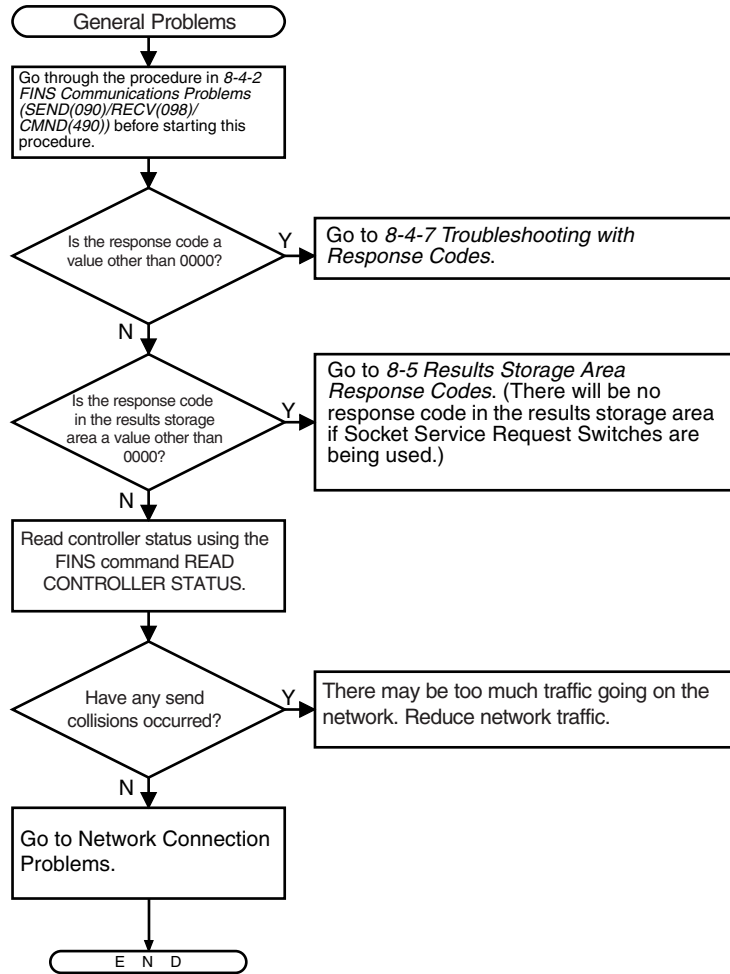 General Problems
Go through the procedure in 8-4-2
FINS Communications Problems
(SEND(090)/RECV(098)/
CMND(490)) before starting this
procedure.
Is the response code a
value other than 0000?
Y
Go to 8-4-7 Troubleshooting with
Response Codes.
N
Is the response code
in the results storage
area a value other than
0000?
Y
Go to 8-5 Results Storage Area
Response Codes. (There will be no
response code in the results storage area
if Socket Service Request Switches are
being used.)
N
Read controller status using the
FINS command READ
CONTROLLER STATUS.
Have any send
collisions occurred?
Y
There may be too much traffic going on the
network. Reduce network traffic.
N
Go to Network Connection
Problems.
E N D